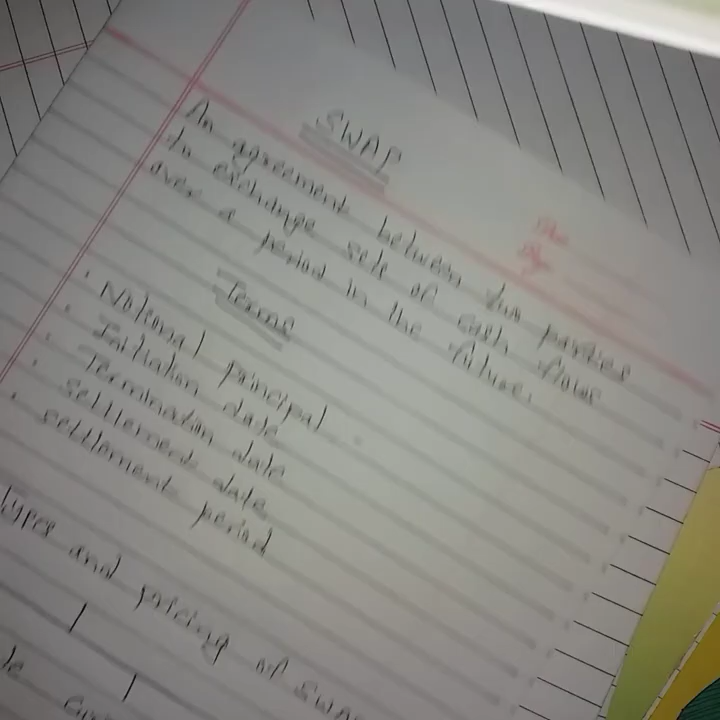 SWAP
An agreement between two parties
to exchange sets of cash flows
over a period in the future.
Terms
· Notional principal
· Initiation date
· Termination date
· settlement date
· settlement period
Types and pricing of swap